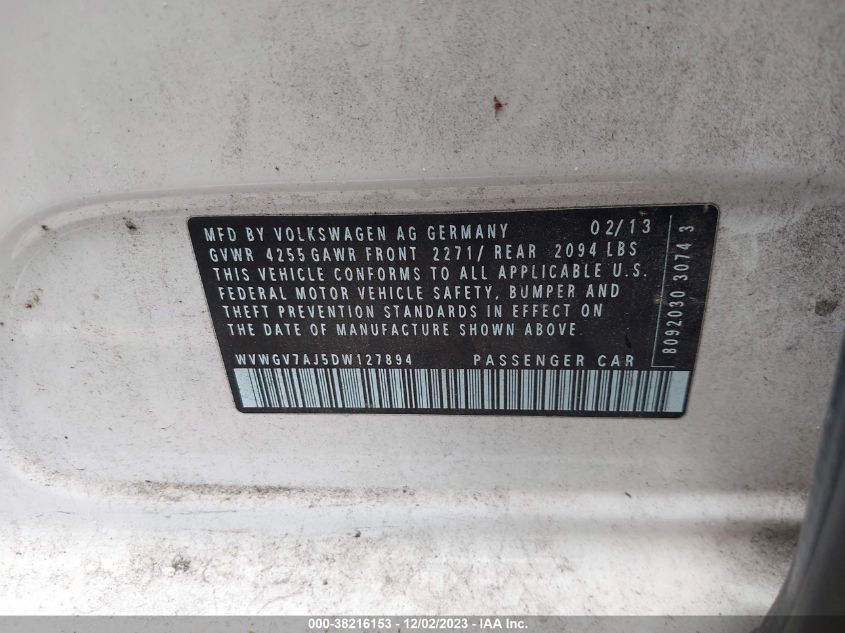 MFD BY VOLKSWAGEN AG GERMANY 02/13
GVWR 4255 GAWR FRONT 2271/ REAR 2094 LBS
THIS VEHICLE CONFORMS TO ALL APPLICABLE U.S.
FEDERAL MOTOR VEHICLE SAFETY, BUMPER AND
THEFT PREVENTION STANDARDS IN EFFECT ON
THE DATE OF MANUFACTURE SHOWN ABOVE.
WVWGV7AJ5DW127894 PASSENGER CAR
8092030 3074 3
000-38216153 - 12/02/2023 - IAA Inc.